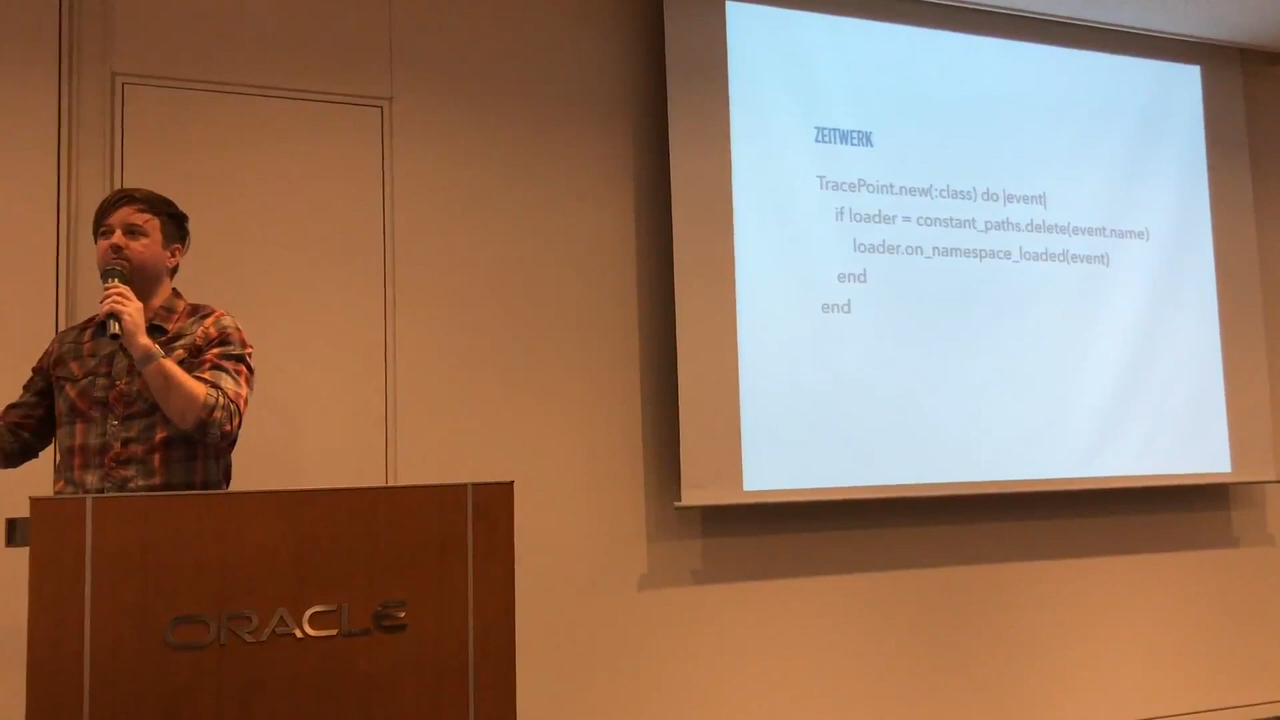 ZEITWERK
TracePoint.new(:class) do |event|
if loader = constant_paths.delete(event.name)
loader.on_namespace_loaded(event)
end
end
ORACLE